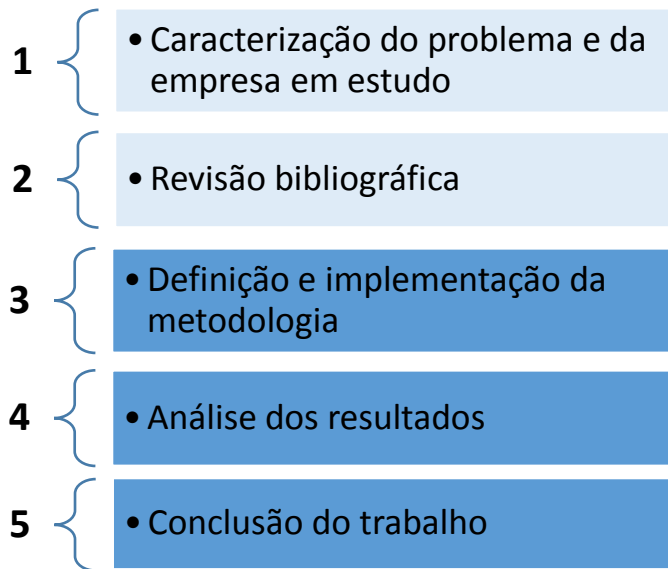 1
• Caracterização do problema e da
empresa em estudo
2
• Revisão bibliográfica
3
• Definição e implementação da
metodologia
4
• Análise dos resultados
5
• Conclusão do trabalho